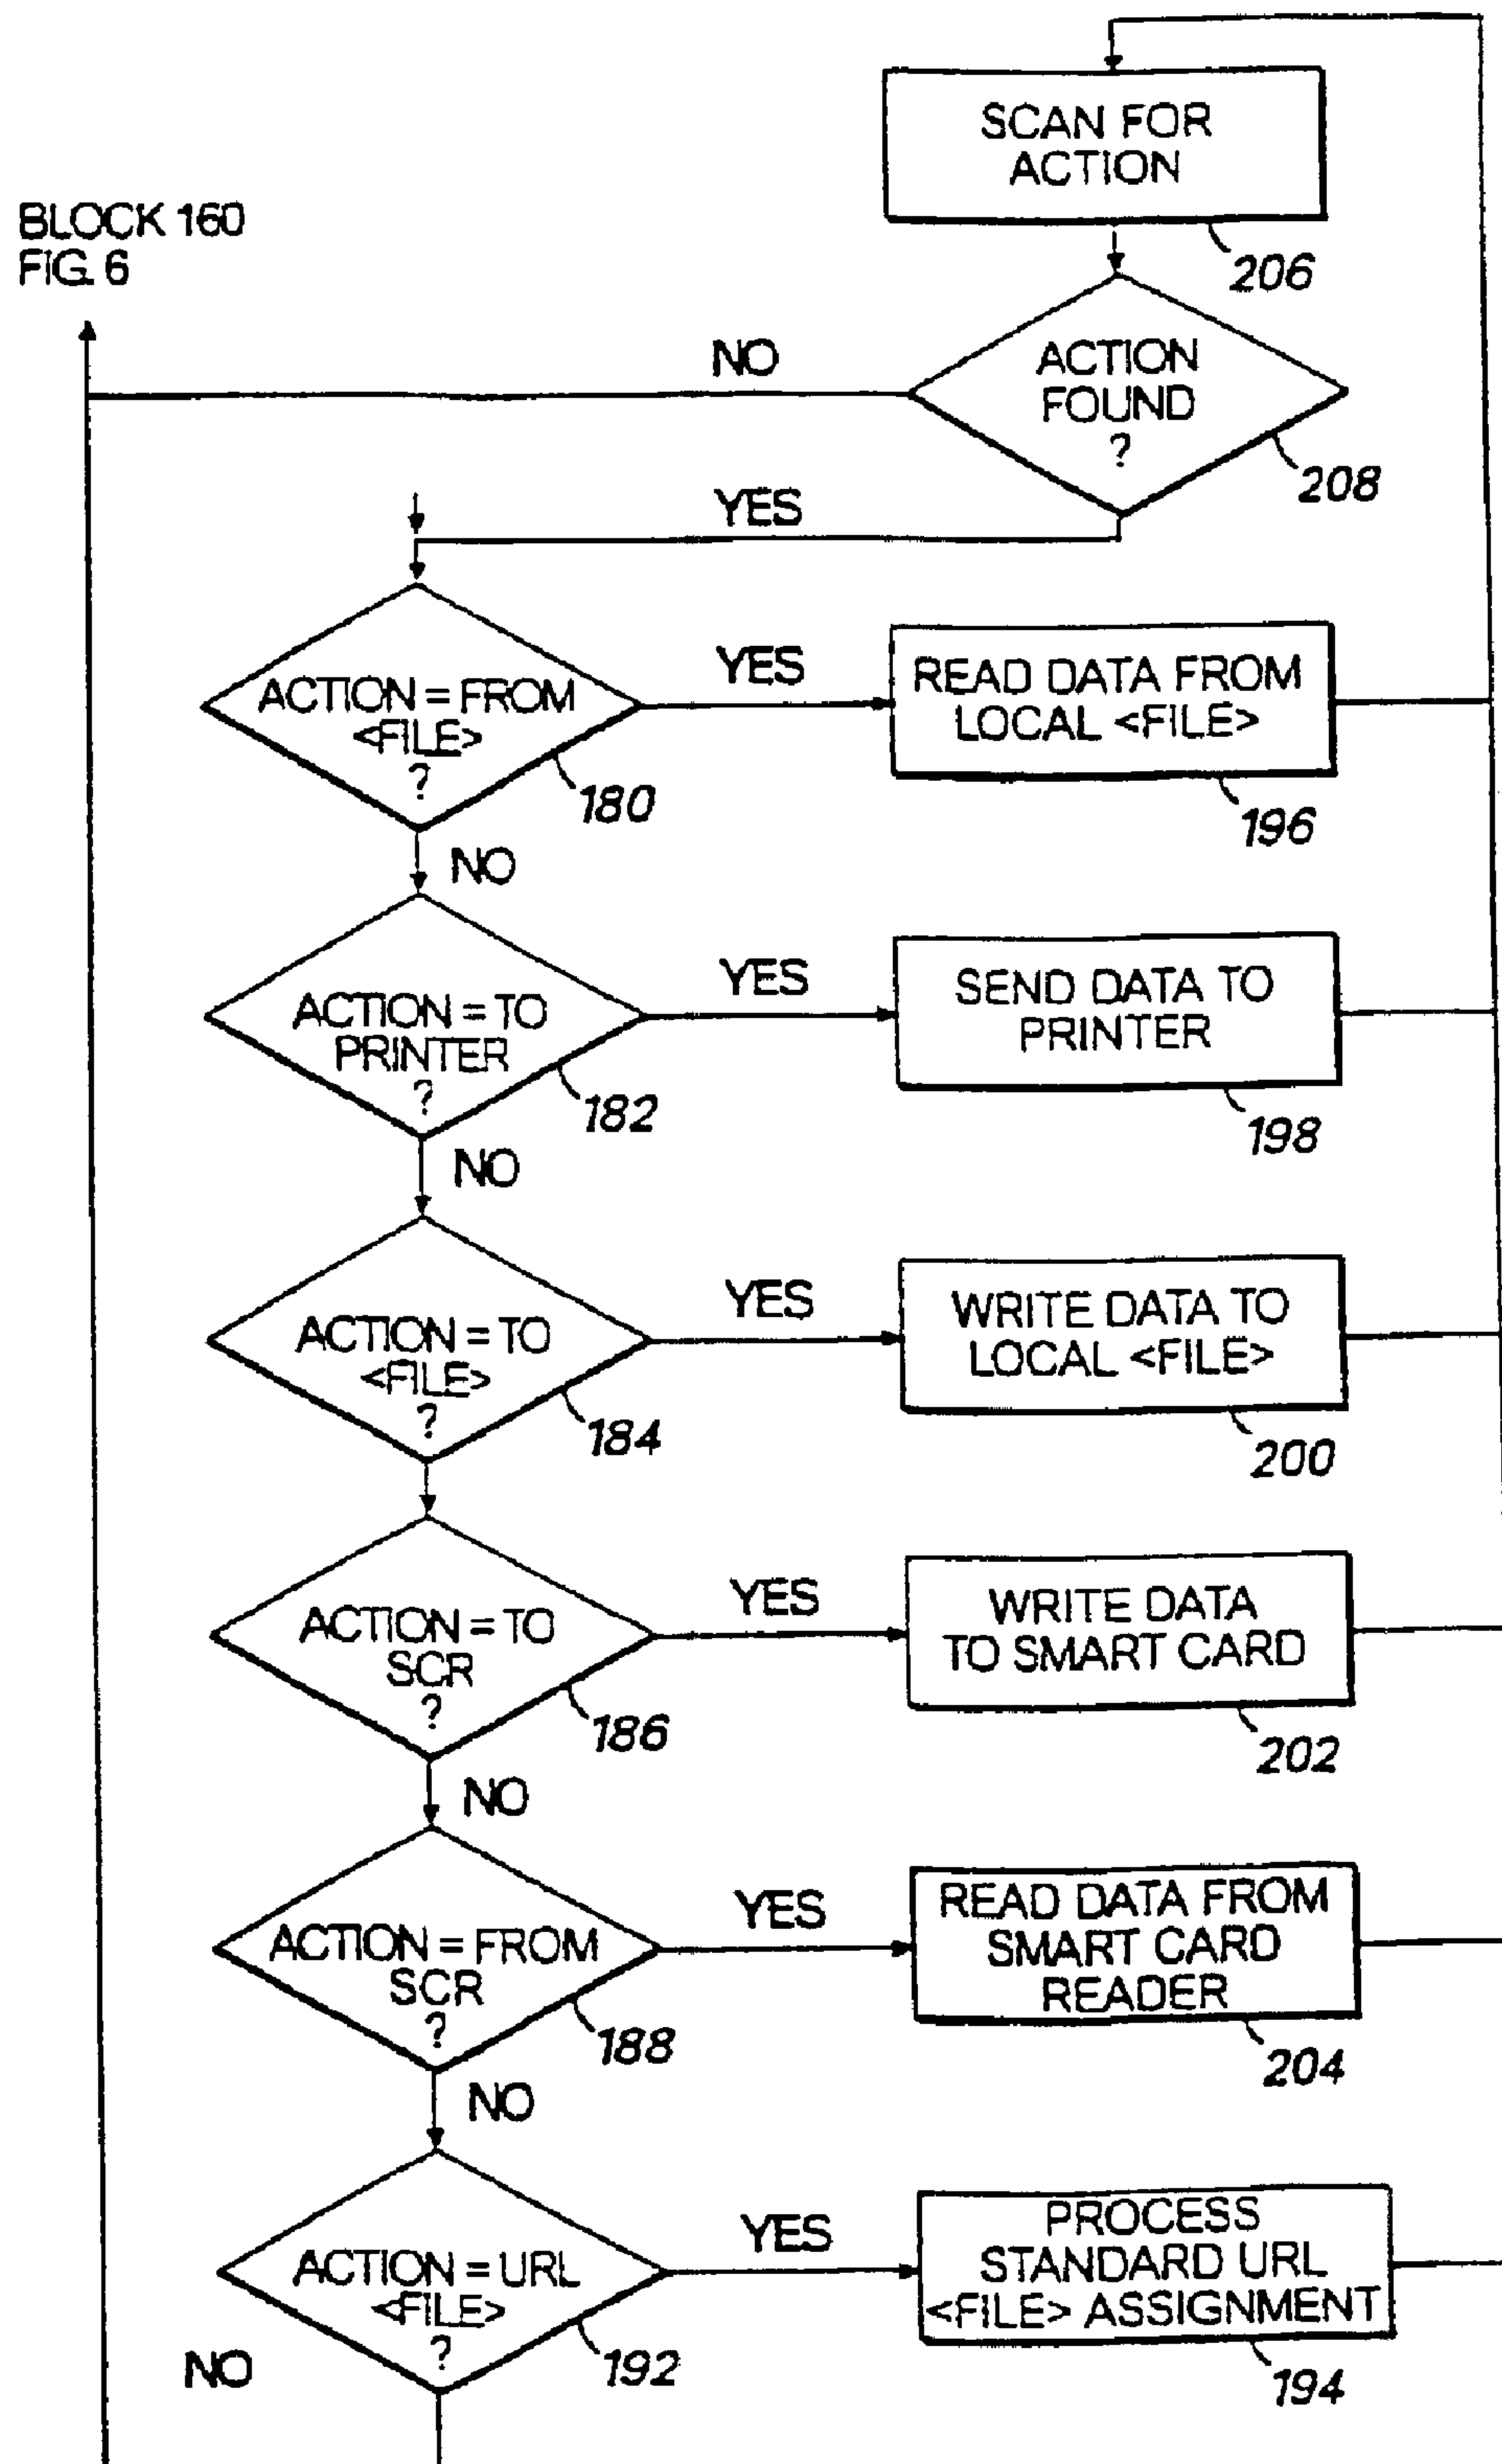 SCAN FOR
ACTION
206
BLOCK 160
FIG. 6
ACTION
FOUND
?
208
NO
YES
ACTION = FROM
<FILE>
?
180
YES
READ DATA FROM
LOCAL <FILE>
196
NO
ACTION = TO
PRINTER
?
182
YES
SEND DATA TO
PRINTER
198
NO
ACTION = TO
<FILE>
?
184
YES
WRITE DATA TO
LOCAL <FILE>
200
ACTION = TO
SCR
?
186
YES
WRITE DATA
TO SMART CARD
202
NO
ACTION = FROM
SCR
?
188
YES
READ DATA FROM
SMART CARD
READER
204
NO
ACTION = URL
<FILE>
?
192
YES
PROCESS
STANDARD URL
<FILE> ASSIGNMENT
194
NO